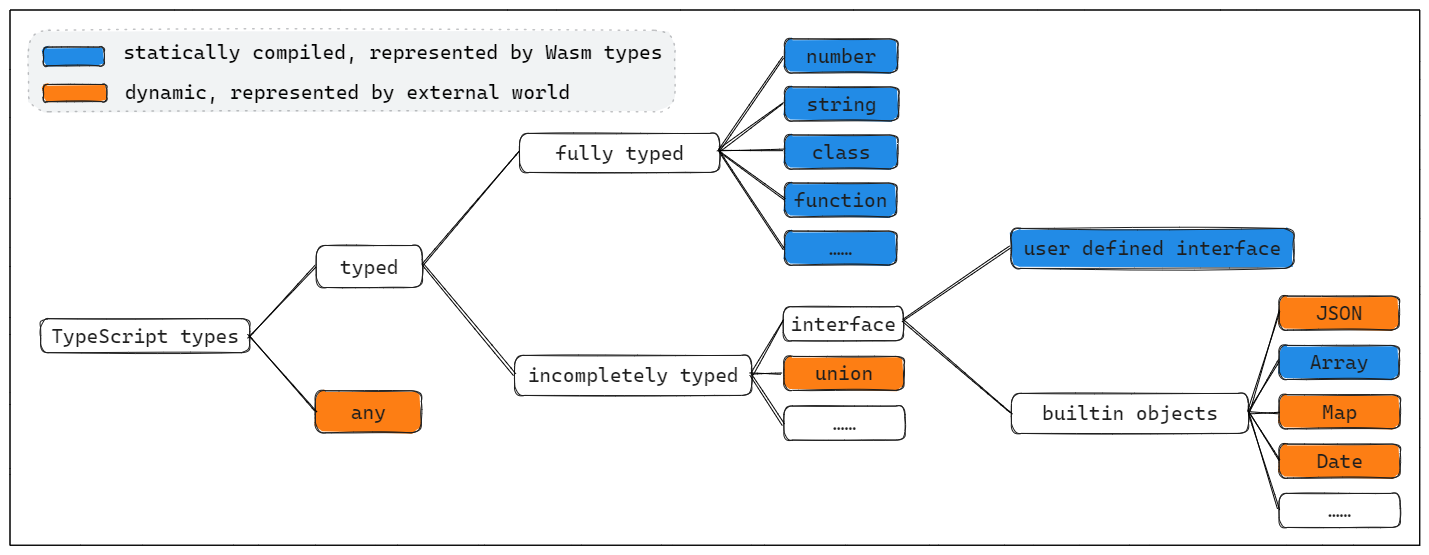 statically compiled, represented by Wasm types
dynamic, represented by external world
number
string
class
function
......
fully typed
typed
TypeScript types
any
incompletely typed
interface
union
......
user defined interface
builtin objects
JSON
Array
Map
Date
......